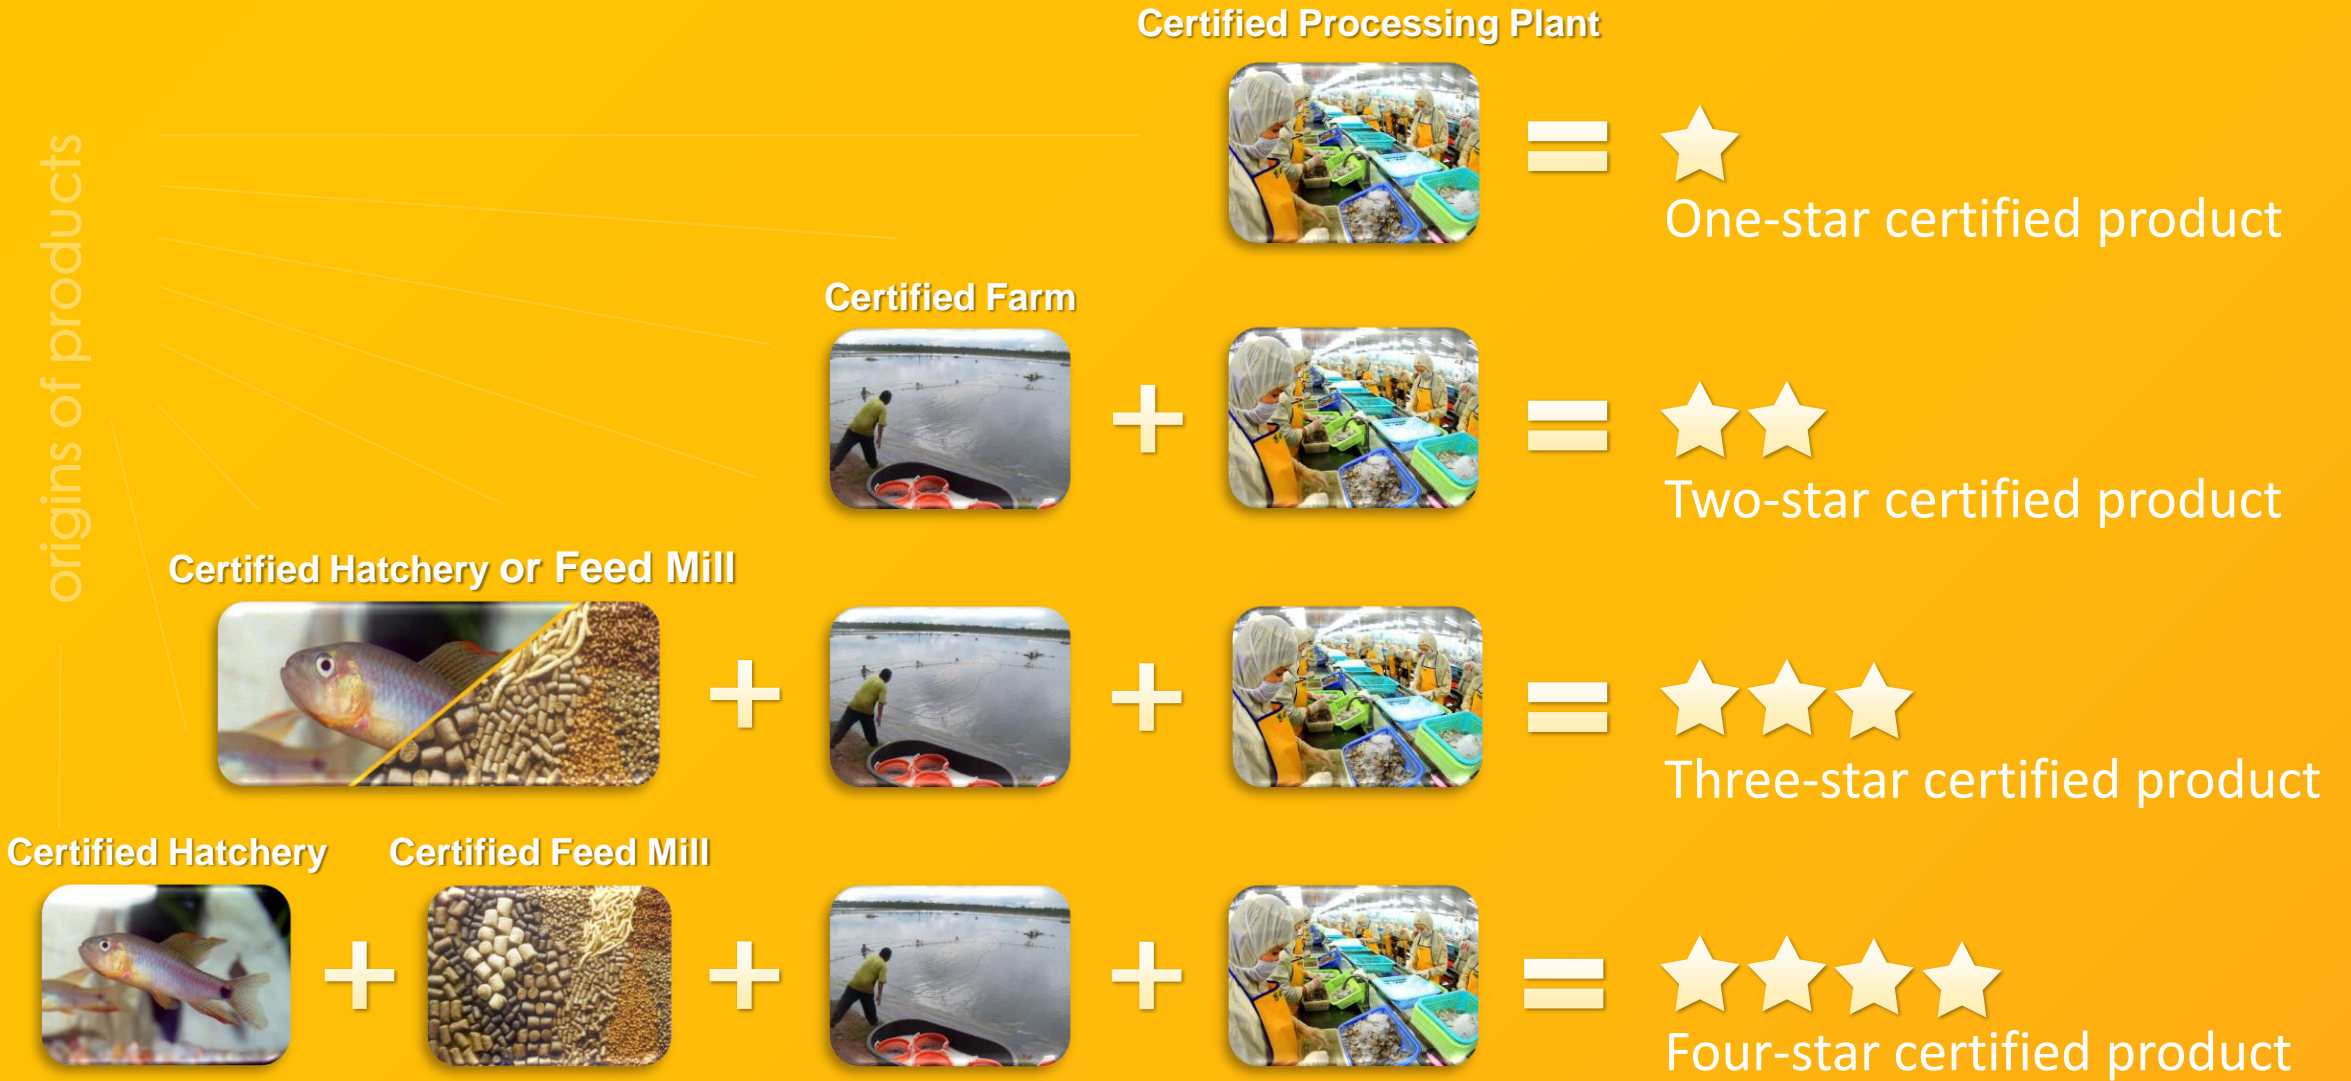 Certified Processing Plant
One-star certified product
origins of products
Certified Farm
Two-star certified product
Certified Hatchery or Feed Mill
Three-star certified product
Certified Hatchery
Certified Feed Mill
Four-star certified product